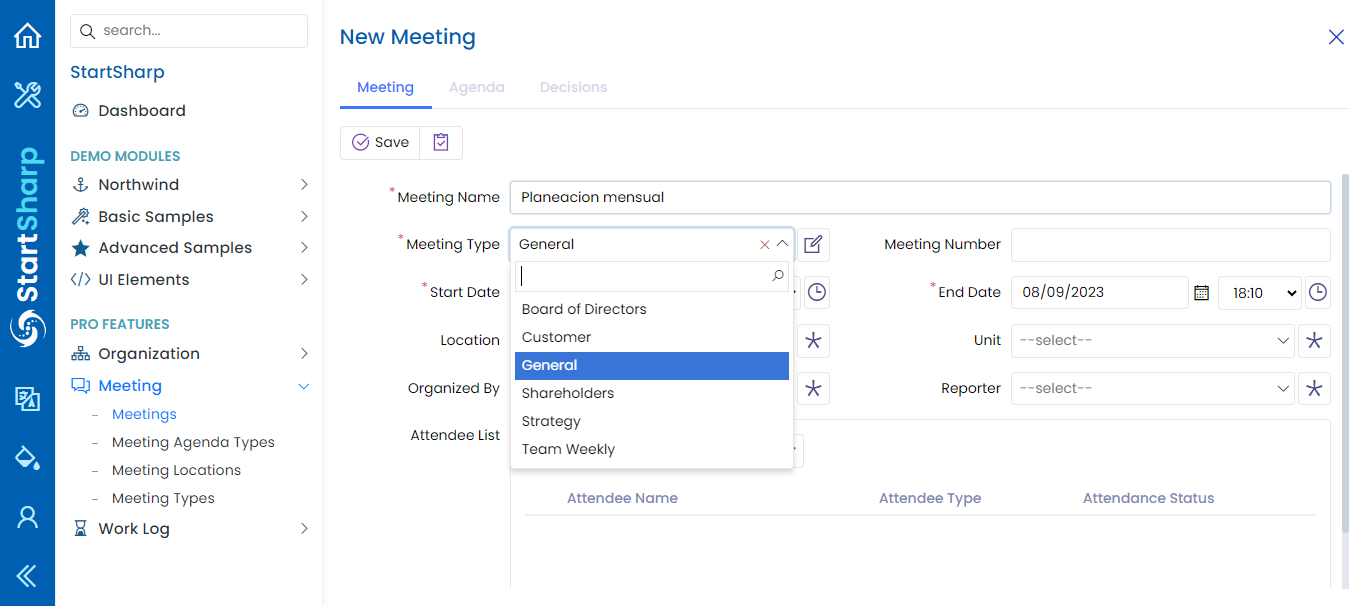 search...
StartSharp
Dashboard
DEMO MODULES
Northwind
Basic Samples
Advanced Samples
UI Elements
PRO FEATURES
Organization
Meeting
Meetings
Meeting Agenda Types
Meeting Locations
Meeting Types
Work Log
StartSharp
New Meeting
Meeting Agenda Decisions
Save
*Meeting Name Planeacion mensual
*Meeting Type General Meeting Number
*Start Date *End Date 08/09/2023 18:10
Location Unit --select--
Organized By Reporter --select--
Attendee List
Board of Directors
Customer
General
Shareholders
Strategy
Team Weekly
Attendee Name Attendee Type Attendance Status